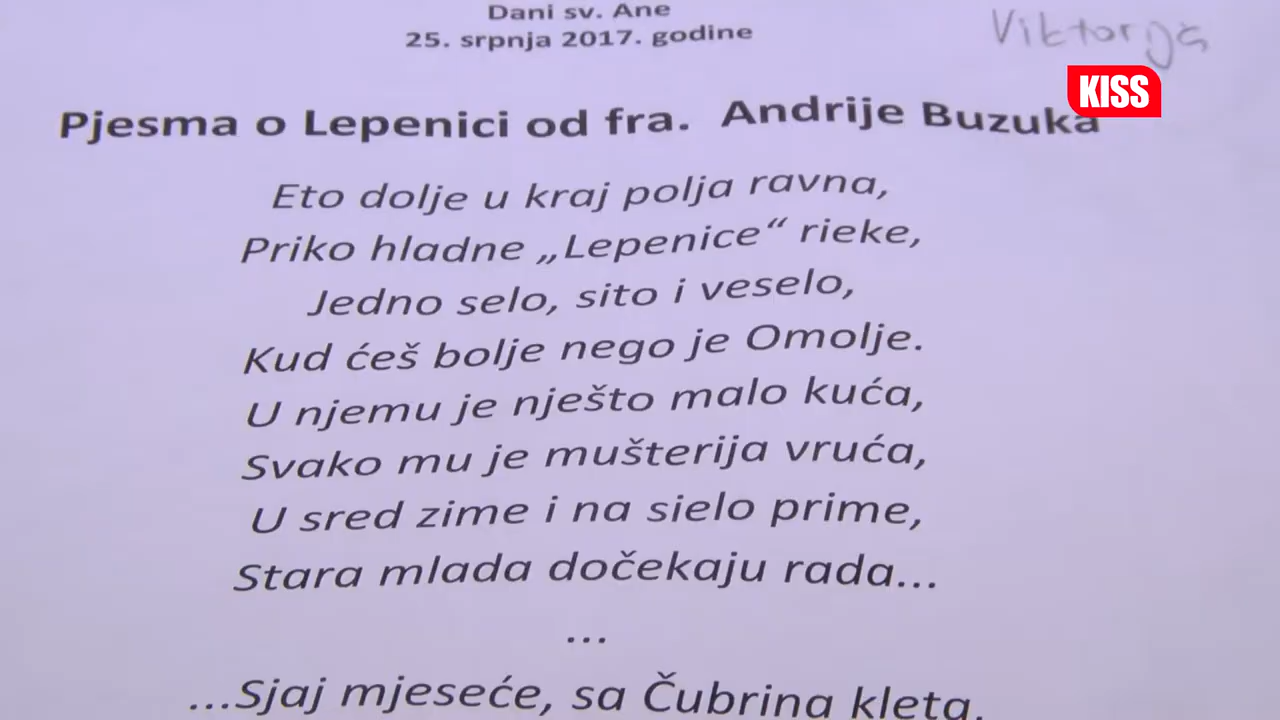 Dani sv. Ane
25. srpnja 2017. godine
Viktorija
KISS
Pjesma o Lepenici od fra. Andrije Buzuka
Eto dolje u kraj polja ravna,
Priko hladne „Lepenice“ rieke,
Jedno selo, sito i veselo,
Kud ćeš bolje nego je Omolje.
U njemu je nješto malo kuća,
Svako mu je mušterija vruća,
U sred zime i na sielo prime,
Stara mlada dočekaju rada...
...
...Sjaj mjeseće, sa Čubrina kleta,